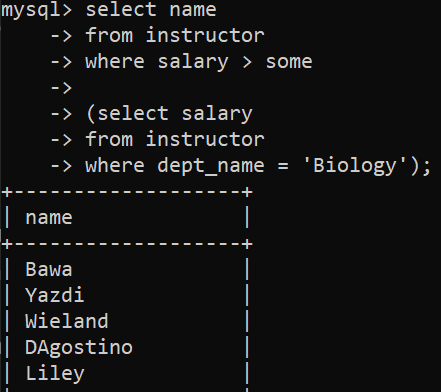 mysql> select name
    -> from instructor
    -> where salary > some
    ->
    -> (select salary
    -> from instructor
    -> where dept_name = 'Biology');
+-------------------+
| name              |
+-------------------+
| Bawa              |
| Yazdi             |
| Wieland           |
| DAgostino         |
| Liley             |